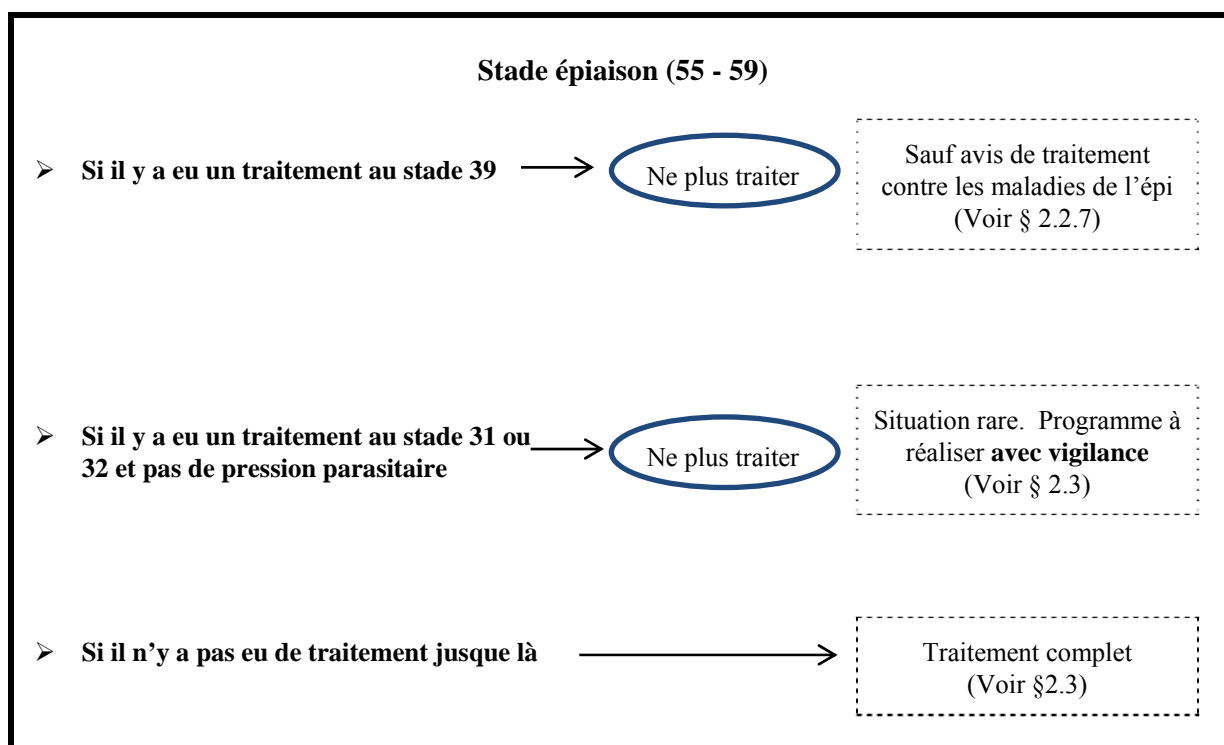 Stade épiaison (55 - 59)
➢ Si il y a eu un traitement au stade 39
Ne plus traiter
Sauf avis de traitement
contre les maladies de l’épi
(Voir § 2.2.7)
➢ Si il y a eu un traitement au stade 31 ou
32 et pas de pression parasitaire
Ne plus traiter
Situation rare. Programme à
réaliser avec vigilance
(Voir § 2.3)
➢ Si il n’y a pas eu de traitement jusque là
Traitement complet
(Voir §2.3)